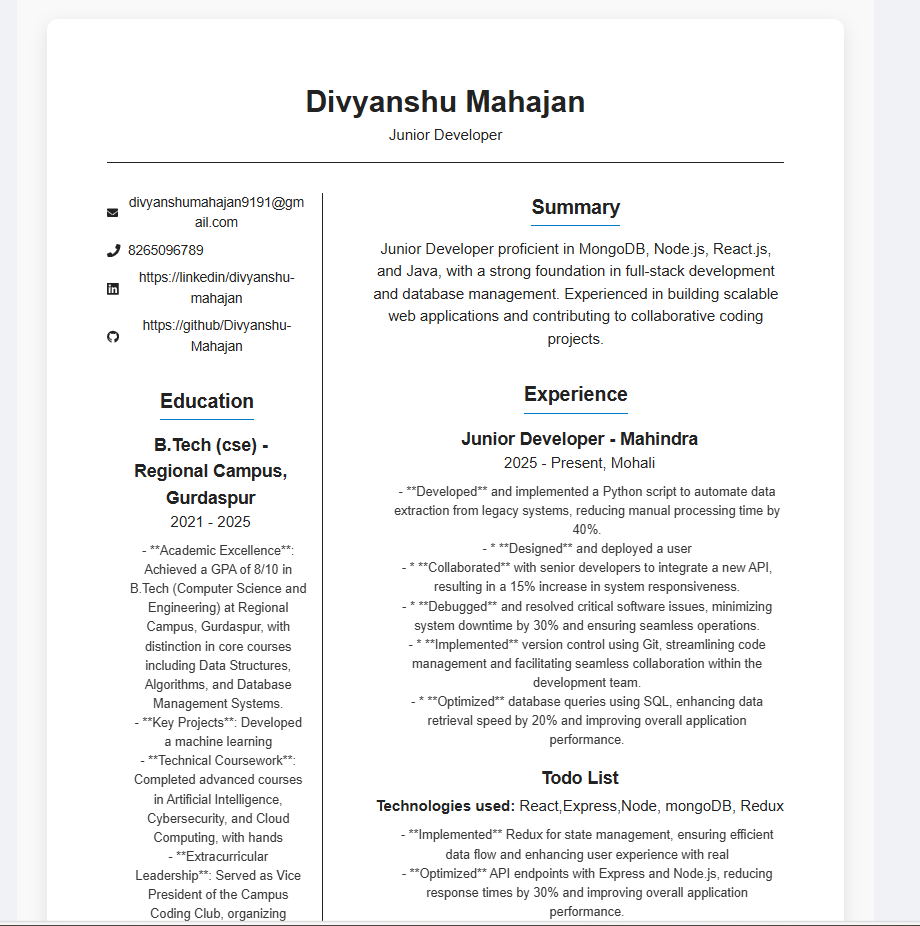 Divyanshu Mahajan
Junior Developer
divyanshumahajan9191@gm
ail.com
8265096789
https://linkedin/divyanshu-
mahajan
https://github/Divyanshu-
Mahajan
Education
B.Tech (cse) -
Regional Campus,
Gurdaspur
2021 - 2025
- **Academic Excellence**:
Achieved a GPA of 8/10 in
B.Tech (Computer Science and
Engineering) at Regional
Campus, Gurdaspur, with
distinction in core courses
including Data Structures,
Algorithms, and Database
Management Systems.
- **Key Projects**: Developed
a machine learning
- **Technical Coursework**:
Completed advanced courses
in Artificial Intelligence,
Cybersecurity, and Cloud
Computing, with hands
- **Extracurricular
Leadership**: Served as Vice
President of the Campus
Coding Club, organizing
Summary
Junior Developer proficient in MongoDB, Node.js, React.js,
and Java, with a strong foundation in full-stack development
and database management. Experienced in building scalable
web applications and contributing to collaborative coding
projects.
Experience
Junior Developer - Mahindra
2025 - Present, Mohali
- **Developed** and implemented a Python script to automate data
extraction from legacy systems, reducing manual processing time by
40%.
- * **Designed** and deployed a user
- * **Collaborated** with senior developers to integrate a new API,
resulting in a 15% increase in system responsiveness.
- * **Debugged** and resolved critical software issues, minimizing
system downtime by 30% and ensuring seamless operations.
- * **Implemented** version control using Git, streamlining code
management and facilitating seamless collaboration within the
development team.
- * **Optimized** database queries using SQL, enhancing data
retrieval speed by 20% and improving overall application
performance.
Todo List
Technologies used: React,Express,Node, mongoDB, Redux
- **Implemented** Redux for state management, ensuring efficient
data flow and enhancing user experience with real
- **Optimized** API endpoints with Express and Node.js, reducing
response times by 30% and improving overall application
performance.